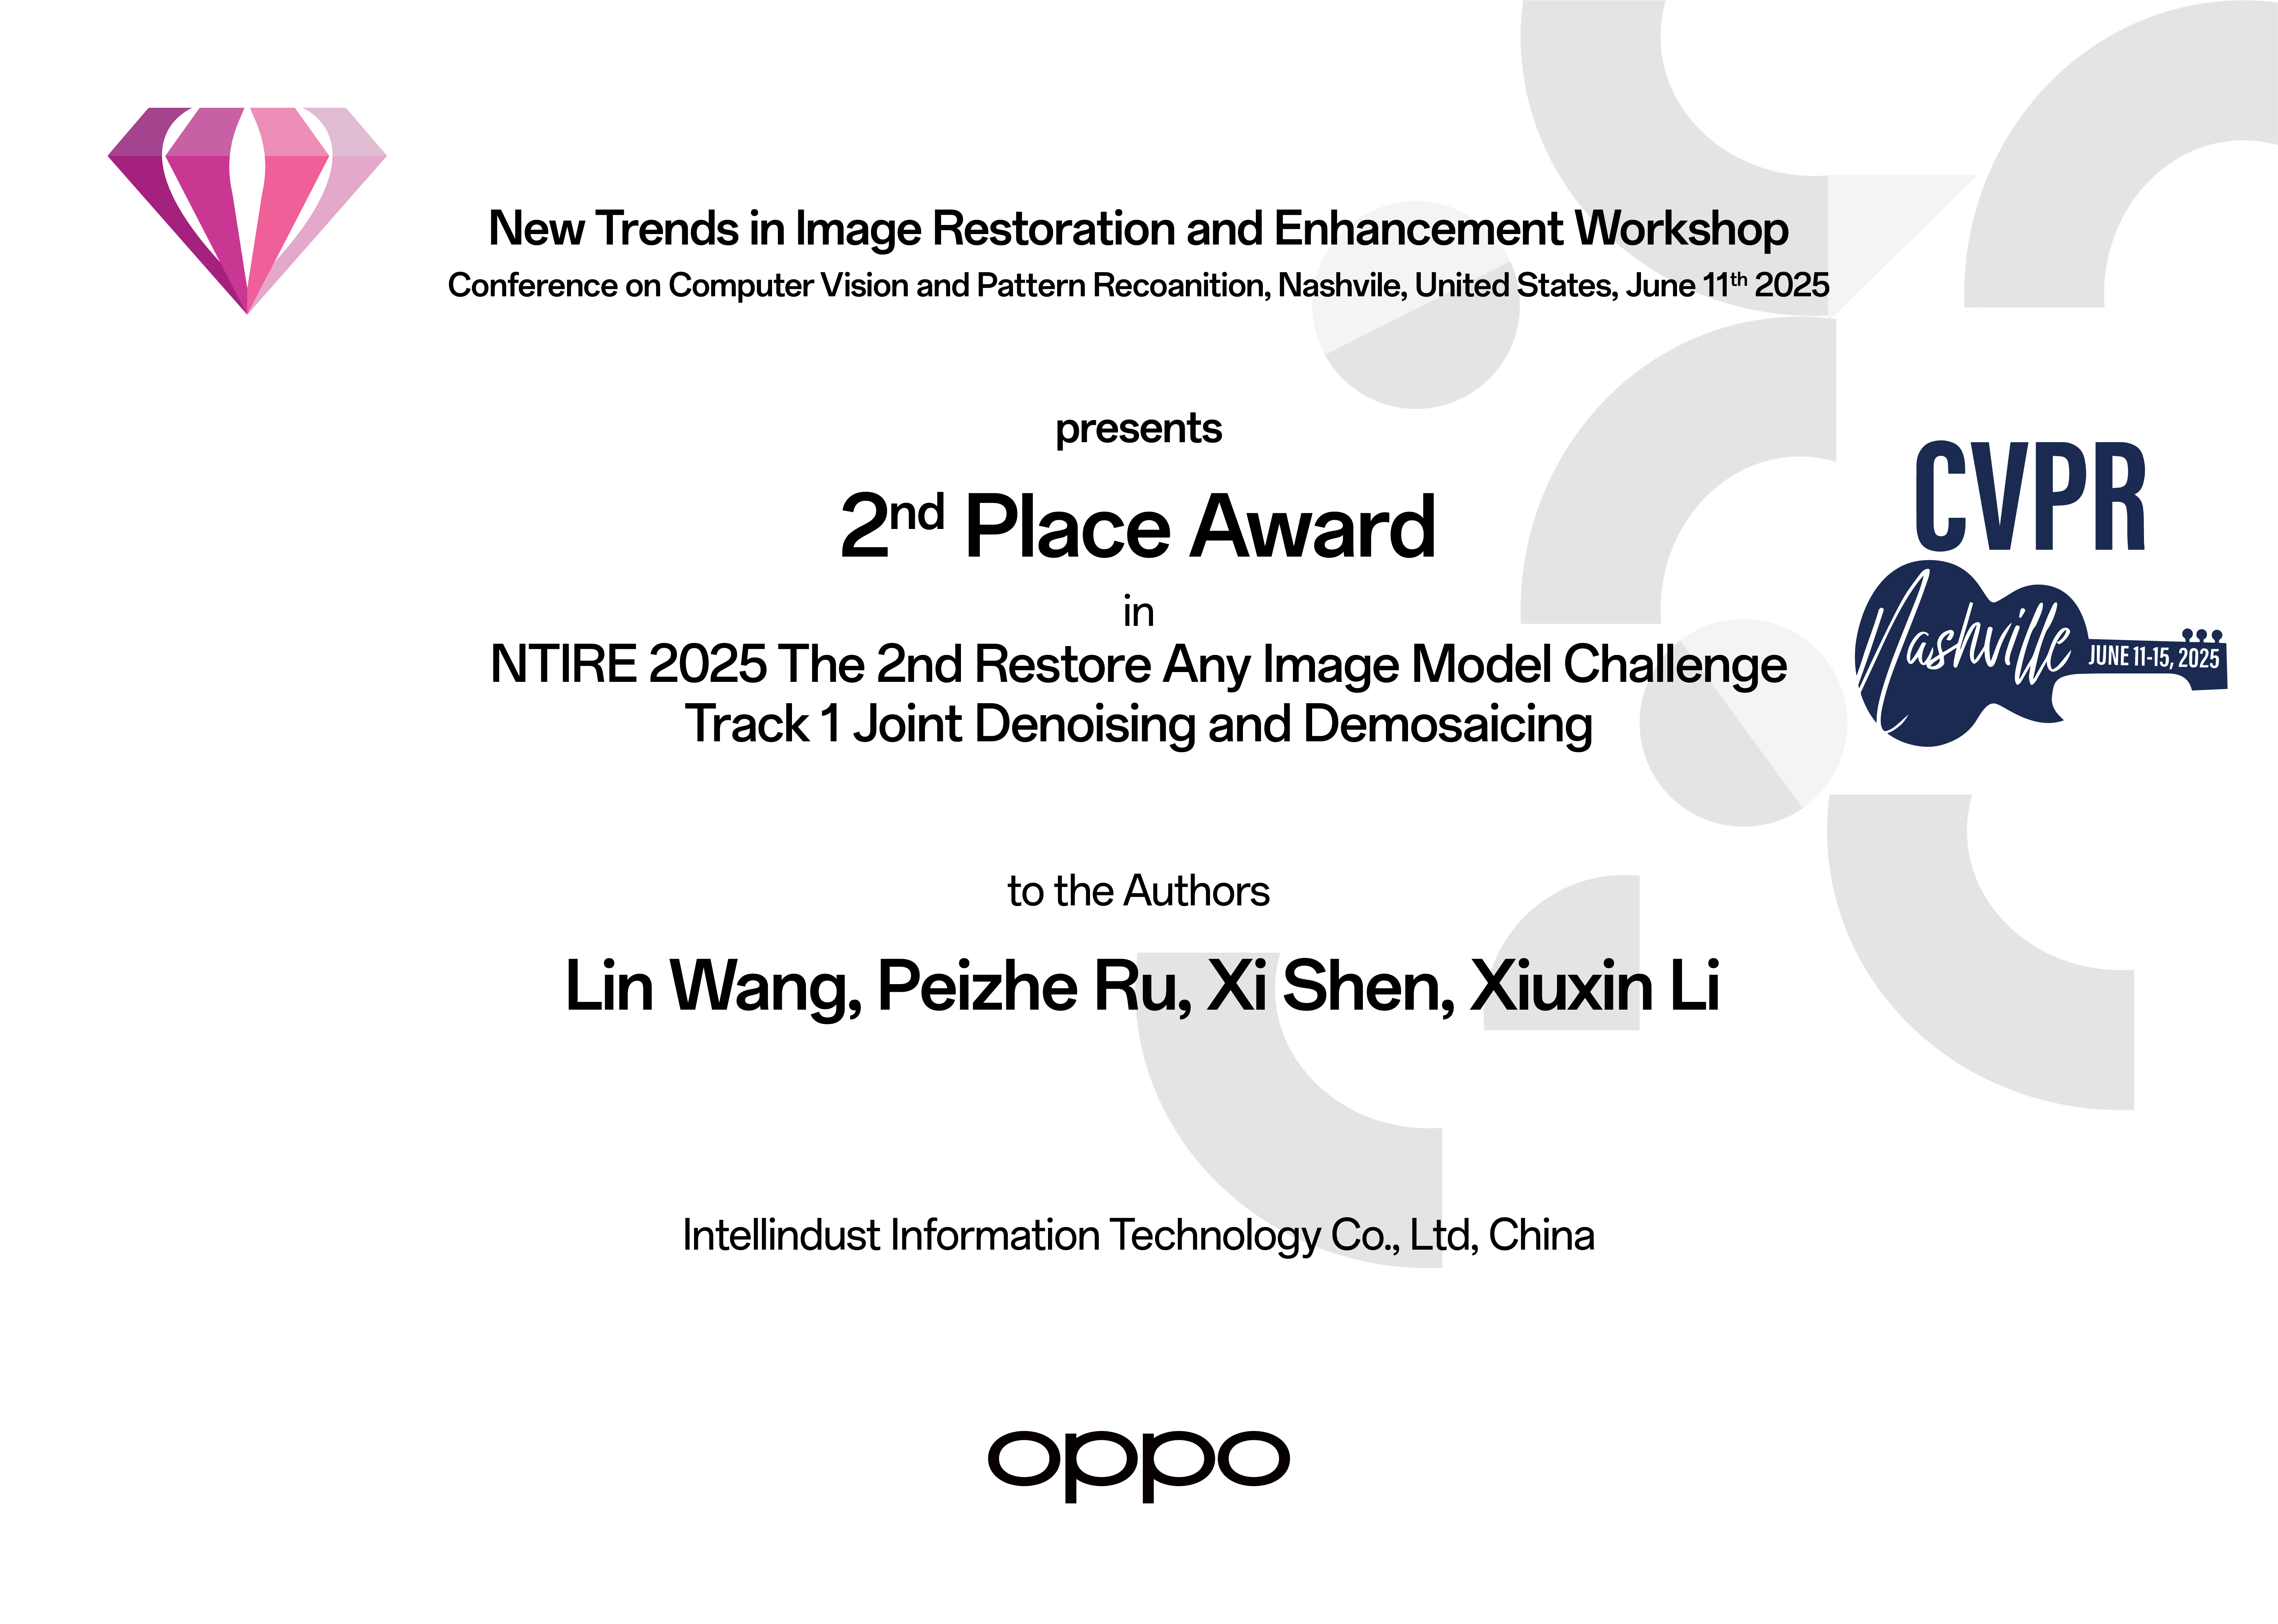 New Trends in Image Restoration and Enhancement Workshop
Conference on Computer Vision and Pattern Recoanition, Nashvile, United States, June 11th 2025
presents
2nd Place Award
in
NTIRE 2025 The 2nd Restore Any Image Model Challenge
Track 1 Joint Denoising and Demosaicing
CVPR
Nashville
JUNE 11-15, 2025
to the Authors
Lin Wang, Peizhe Ru, Xi Shen, Xiuxin Li
Intellindust Information Technology Co., Ltd, China
oppo